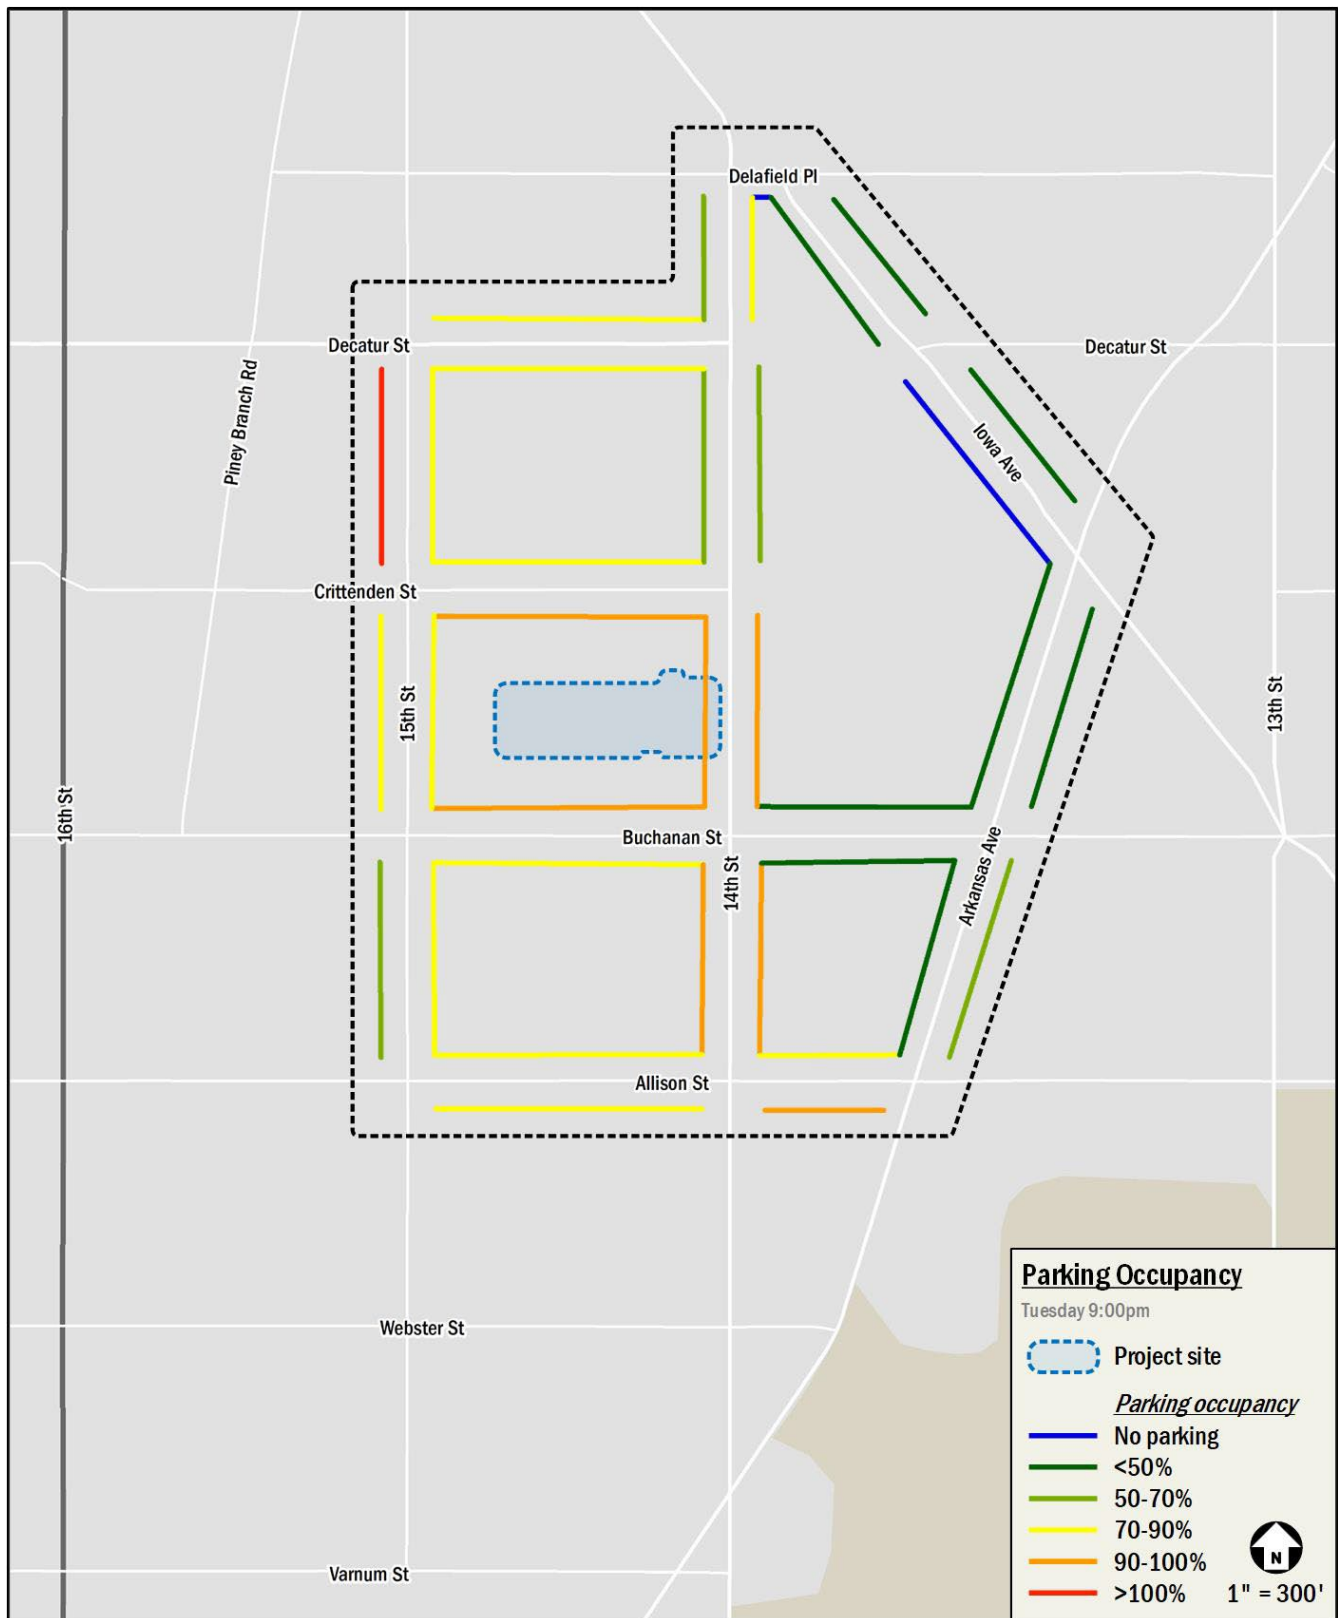 Delafield Pl
Decatur St
Decatur St
Piney Branch Rd
Iowa Ave
Crittenden St
15th St
13th St
16th St
Buchanan St
14th St
Arkansas Ave
Allison St
Webster St
Varnum St
Parking Occupancy
Tuesday 9:00pm
Project site
Parking occupancy
No parking
<50%
50-70%
70-90%
90-100%
>100%
N
1" = 300'